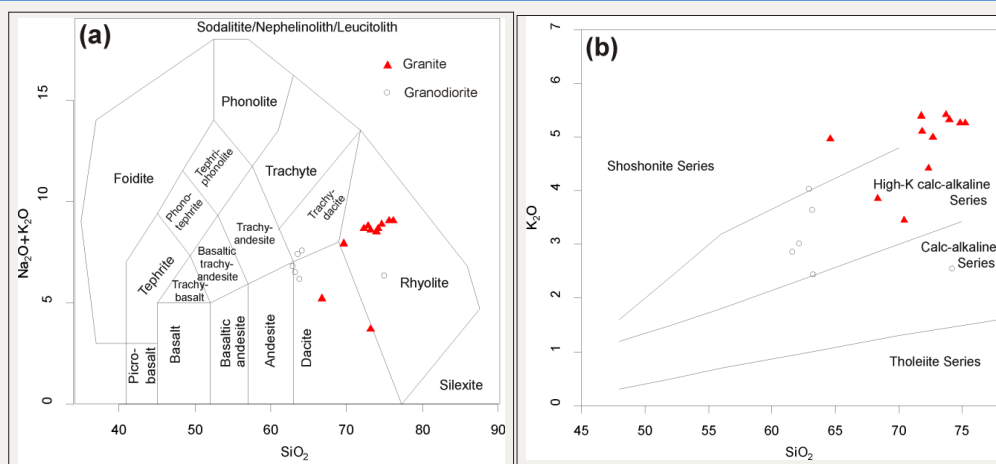 (a)
Sodalitite/Nephelinolith/Leucitolith
Granite
Granodiorite
Phonolite
Foidite
Tephri-
phonolite
Trachyte
Phono-
tephrite
Trachy-
dacite
Trachy-
andesite
Tephrite
Basaltic
trachy-
andesite
Trachy-
basalt
Rhyolite
Picro-
basalt
Basalt
Basaltic
andesite
Andesite
Dacite
Silexite
Na₂O+K₂O
0
5
10
15
40
50
60
70
80
90
SiO₂
(b)
Shoshonite Series
High-K calc-alkaline
Series
Calc-alkaline
Series
Tholeiite Series
K₂O
0
1
2
3
4
5
6
7
45
50
55
60
65
70
75
SiO₂